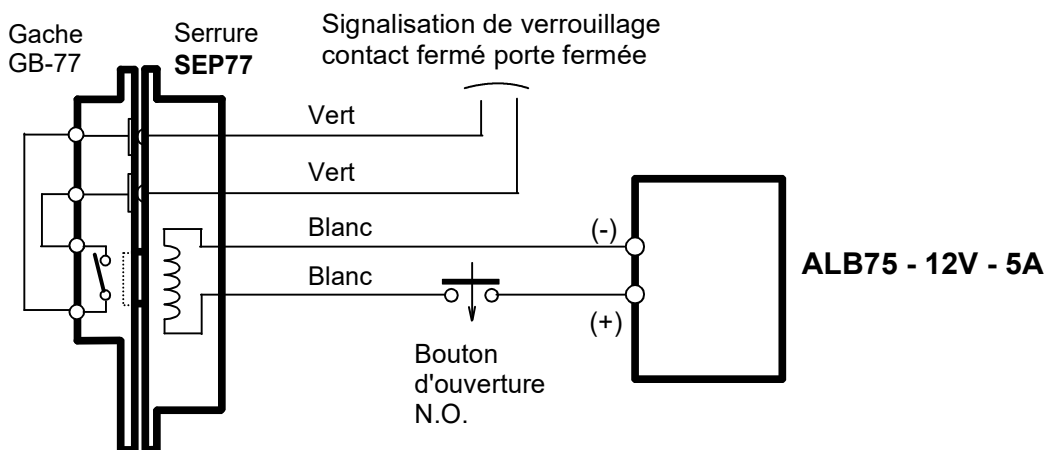 Gache
GB-77
Serrure
SEP77
Signalisation de verrouillage
contact fermé porte fermée
Vert
Vert
Blanc
(-)
Blanc
(+)
ALB75 - 12V - 5A
Bouton
d'ouverture
N.O.